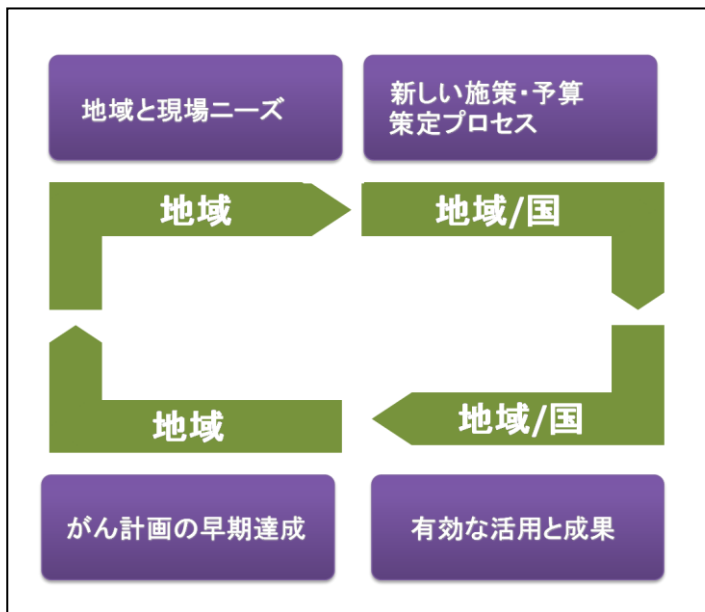 地域と現場ニーズ
新しい施策・予算
策定プロセス
地域
地域/国
地域
地域/国
がん計画の早期達成
有効な活用と成果